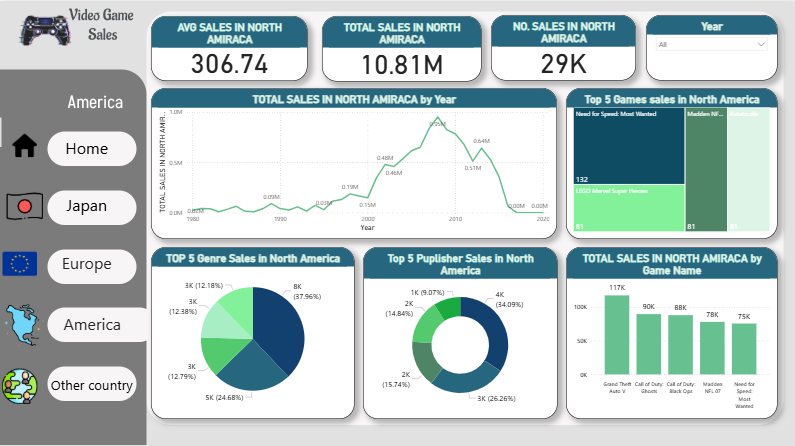 Video Game
Sales
America
Home
Japan
Europe
America
Other country
AVG SALES IN NORTH
AMIRACA
306.74
TOTAL SALES IN NORTH
AMIRACA
10.81M
NO. SALES IN NORTH
AMIRACA
29K
Year
All
TOTAL SALES IN NORTH AMIRACA by Year
TOTAL SALES IN NORTH AMIR...
1.0M
0.5M
0.0M
0.02M
0.09M
0.03M
0.19M
0.15M
0.48M
0.46M
0.95M
0.51M
0.64M
0.00M
0.00M
1980
1990
2000
2010
2020
Year
Top 5 Games sales in North America
Need for Speed: Most Wanted
132
LEGO Marvel Super Heroes
81
Madden NF...
81
81
TOP 5 Genre Sales in North America
8K
(37.96%)
5K (24.68%)
3K
(12.79%)
3K
(12.38%)
3K (12.18%)
Top 5 Puplisher Sales in North
America
4K
(34.09%)
3K (26.26%)
2K
(15.74%)
2K
(14.84%)
1K (9.07%)
TOTAL SALES IN NORTH AMIRACA by
Game Name
100K
50K
0K
117K
90K
88K
78K
75K
Grand Theft
Auto V
Call of Duty:
Ghosts
Call of Duty:
Black Ops
Madden
NFL 07
Need for
Speed:
Most
Wanted